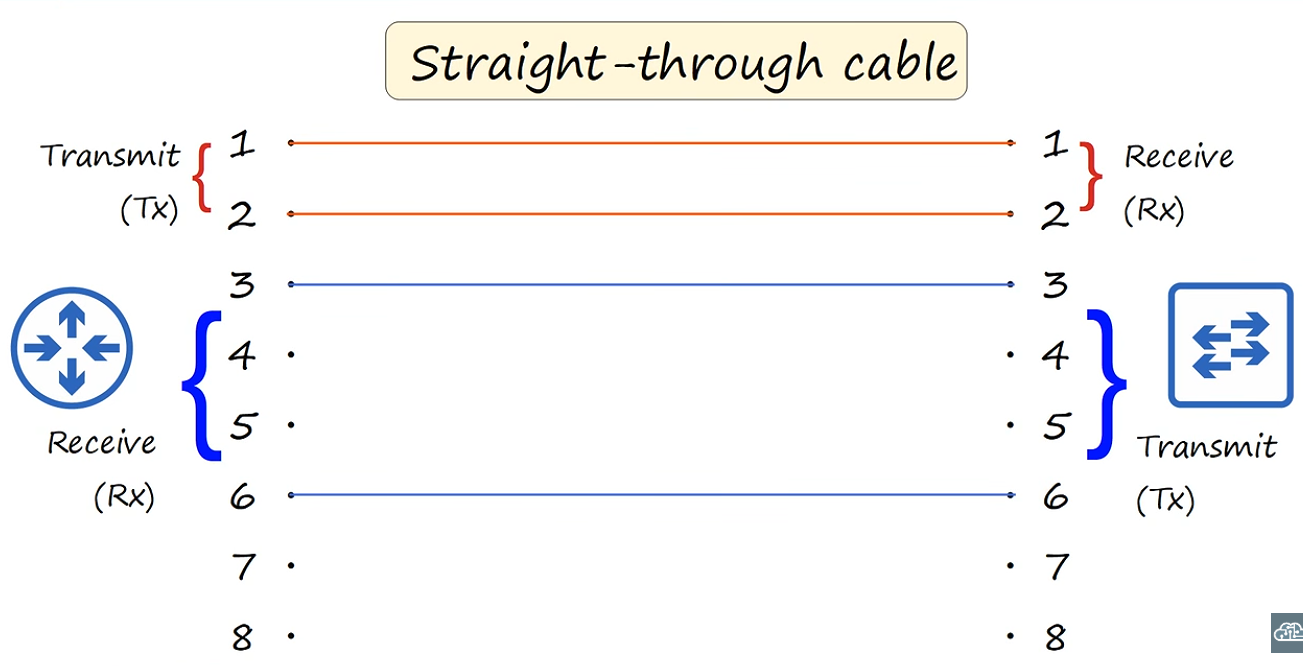 Straight-through cable
Transmit
(Tx)
1
1
Receive
(Rx)
2
2
3
3
4
4
5
5
Receive
(Rx)
Transmit
(Tx)
6
6
7
7
8
8